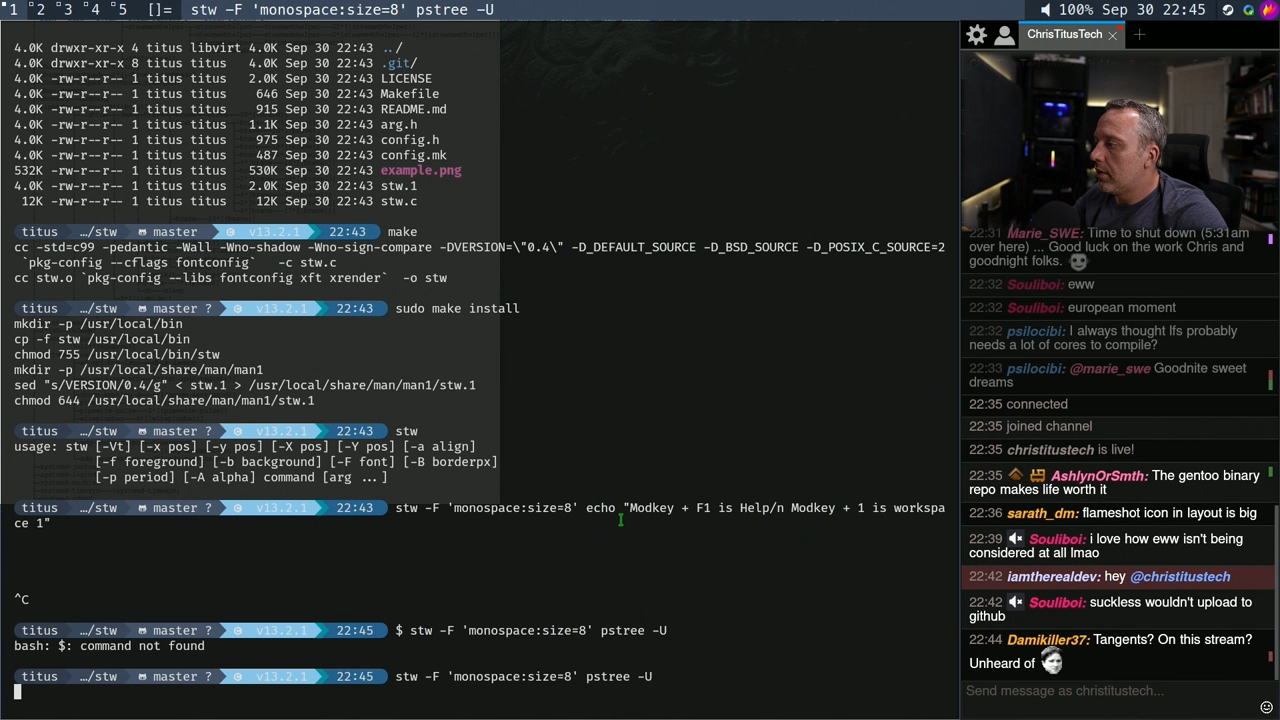 1 2 3 4 5 []= stw -F 'monospace:size=8' pstree -U
100% Sep 30 22:45
4.0K drwxr-xr-x 4 titus libvirt 4.0K Sep 30 22:43 ../
4.0K drwxr-xr-x 8 titus titus 4.0K Sep 30 22:43 .git/
4.0K -rw-r--r-- 1 titus titus 2.0K Sep 30 22:43 LICENSE
4.0K -rw-r--r-- 1 titus titus 646 Sep 30 22:43 Makefile
4.0K -rw-r--r-- 1 titus titus 915 Sep 30 22:43 README.md
4.0K -rw-r--r-- 1 titus titus 1.1K Sep 30 22:43 arg.h
4.0K -rw-r--r-- 1 titus titus 975 Sep 30 22:43 config.h
4.0K -rw-r--r-- 1 titus titus 487 Sep 30 22:43 config.mk
532K -rw-r--r-- 1 titus titus 530K Sep 30 22:43 example.png
4.0K -rw-r--r-- 1 titus titus 2.0K Sep 30 22:43 stw.1
12K -rw-r--r-- 1 titus titus 12K Sep 30 22:43 stw.c
titus …/stw master v13.2.1 22:43 make
cc -std=c99 -pedantic -Wall -Wno-shadow -Wno-sign-compare -DVERSION=\"0.4\" -D_DEFAULT_SOURCE -D_BSD_SOURCE -D_POSIX_C_SOURCE=2
`pkg-config --cflags fontconfig` -c stw.c
cc stw.o `pkg-config --libs fontconfig xft xrender` -o stw
titus …/stw master ? v13.2.1 22:43 sudo make install
mkdir -p /usr/local/bin
cp -f stw /usr/local/bin
chmod 755 /usr/local/bin/stw
mkdir -p /usr/local/share/man/man1
sed "s/VERSION/0.4/g" < stw.1 > /usr/local/share/man/man1/stw.1
chmod 644 /usr/local/share/man/man1/stw.1
titus …/stw master ? v13.2.1 22:43 stw
usage: stw [-Vt] [-x pos] [-y pos] [-X pos] [-Y pos] [-a align]
[-f foreground] [-b background] [-F font] [-B borderpx]
[-p period] [-A alpha] command [arg ...]
titus …/stw master ? v13.2.1 22:43 stw -F 'monospace:size=8' echo "Modkey + F1 is Help/n Modkey + 1 is workspa
ce 1"
^C
titus …/stw master ? v13.2.1 22:45 $ stw -F 'monospace:size=8' pstree -U
bash: $: command not found
titus …/stw master ? v13.2.1 22:45 stw -F 'monospace:size=8' pstree -U
ChrisTitusTech
22:31 Marie_SWE: Time to shut down (5:31am
over here) ... Good luck on the work Chris and
goodnight folks.
22:32 Souliboi: eww
22:32 Souliboi: european moment
22:32 psilocibi: I always thought lfs probably
needs a lot of cores to compile?
22:33 psilocibi: @marie_swe Goodnite sweet
dreams
22:35 connected
22:35 joined channel
22:35 christitustech is live!
22:35 AshlynOrSmth: The gentoo binary
repo makes life worth it
22:36 sarath_dm: flameshot icon in layout is big
22:39 Souliboi: i love how eww isn't being
considered at all lmao
22:42 iamtherealdev: hey @christitustech
22:42 Souliboi: suckless wouldn't upload to
github
22:44 Damikiller37: Tangents? On this stream?
Unheard of
Send message as christitustech...